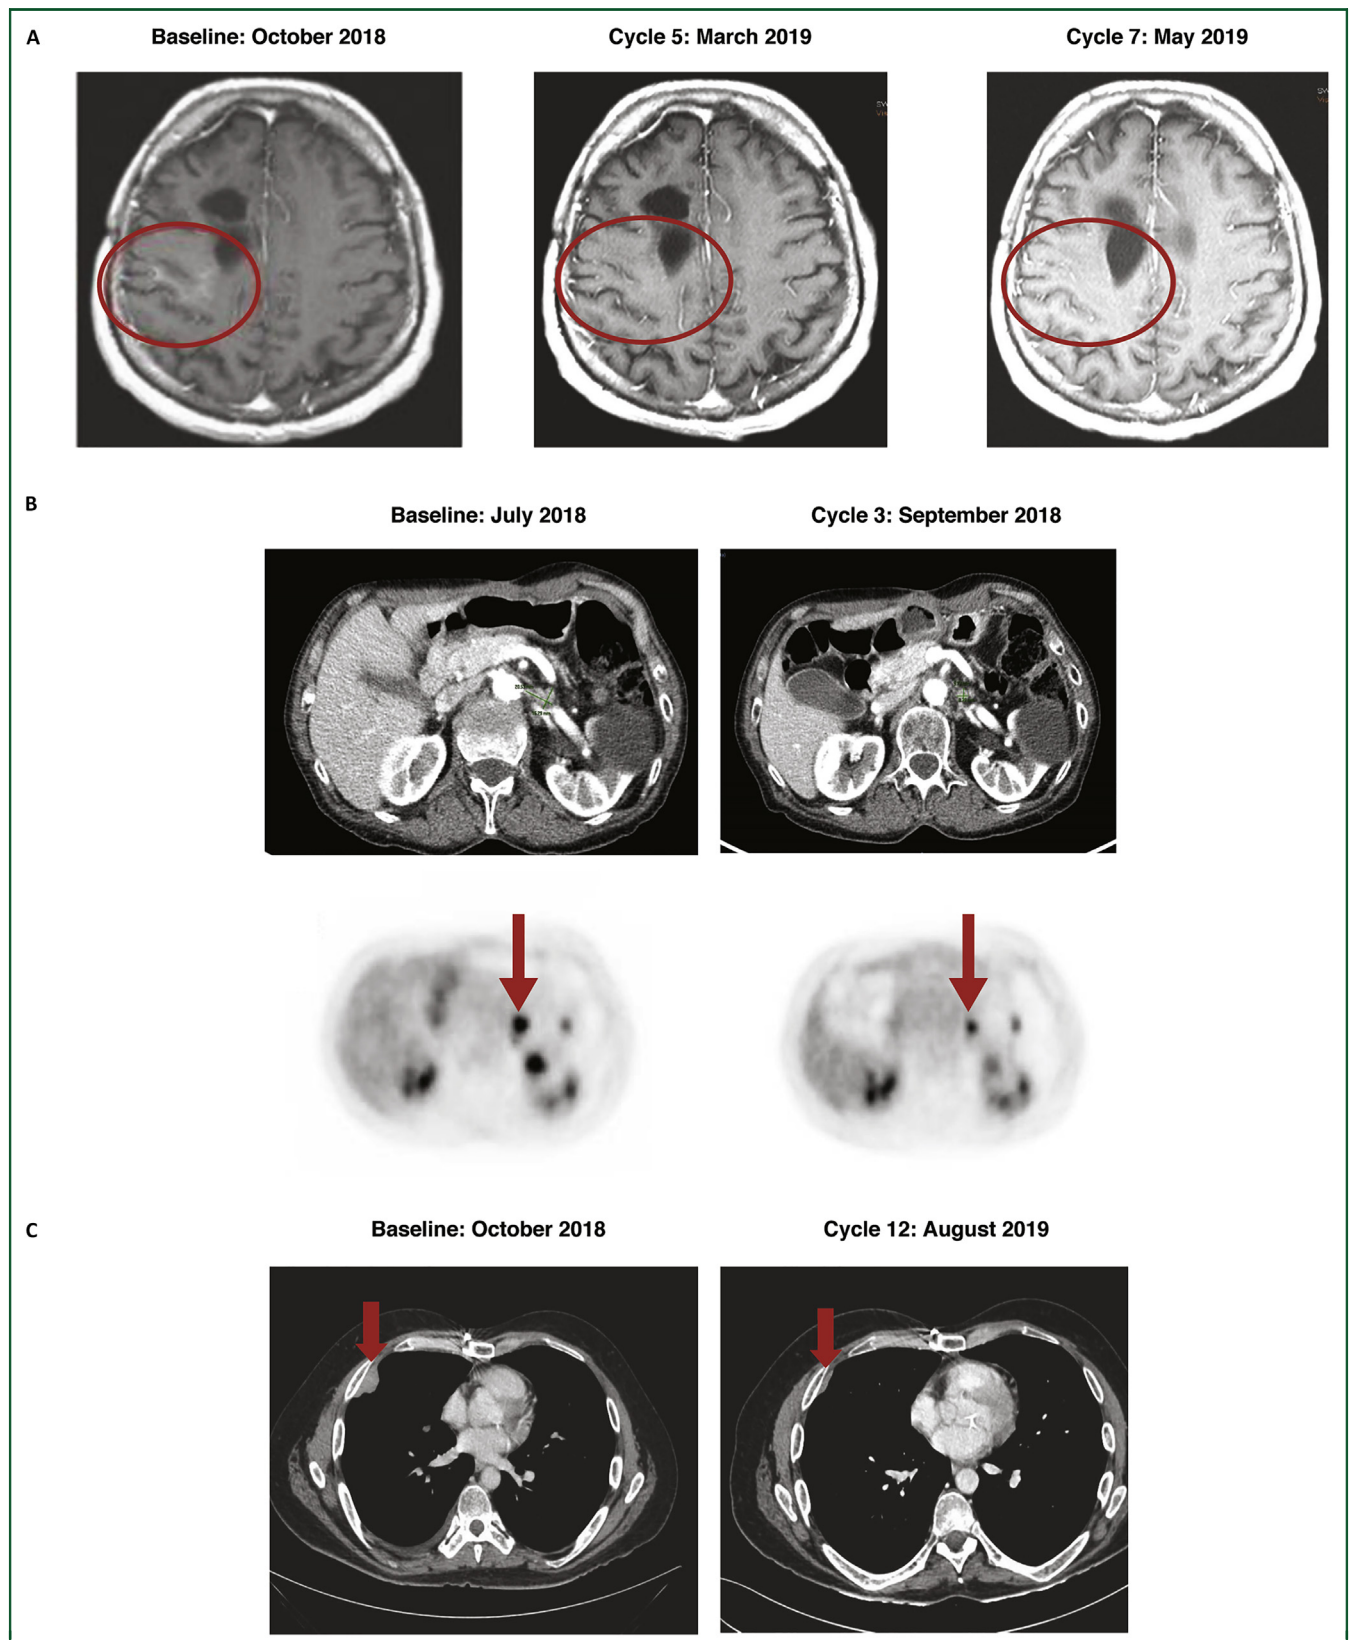 A
Baseline: October 2018
Cycle 5: March 2019
Cycle 7: May 2019
B
Baseline: July 2018
Cycle 3: September 2018
C
Baseline: October 2018
Cycle 12: August 2019